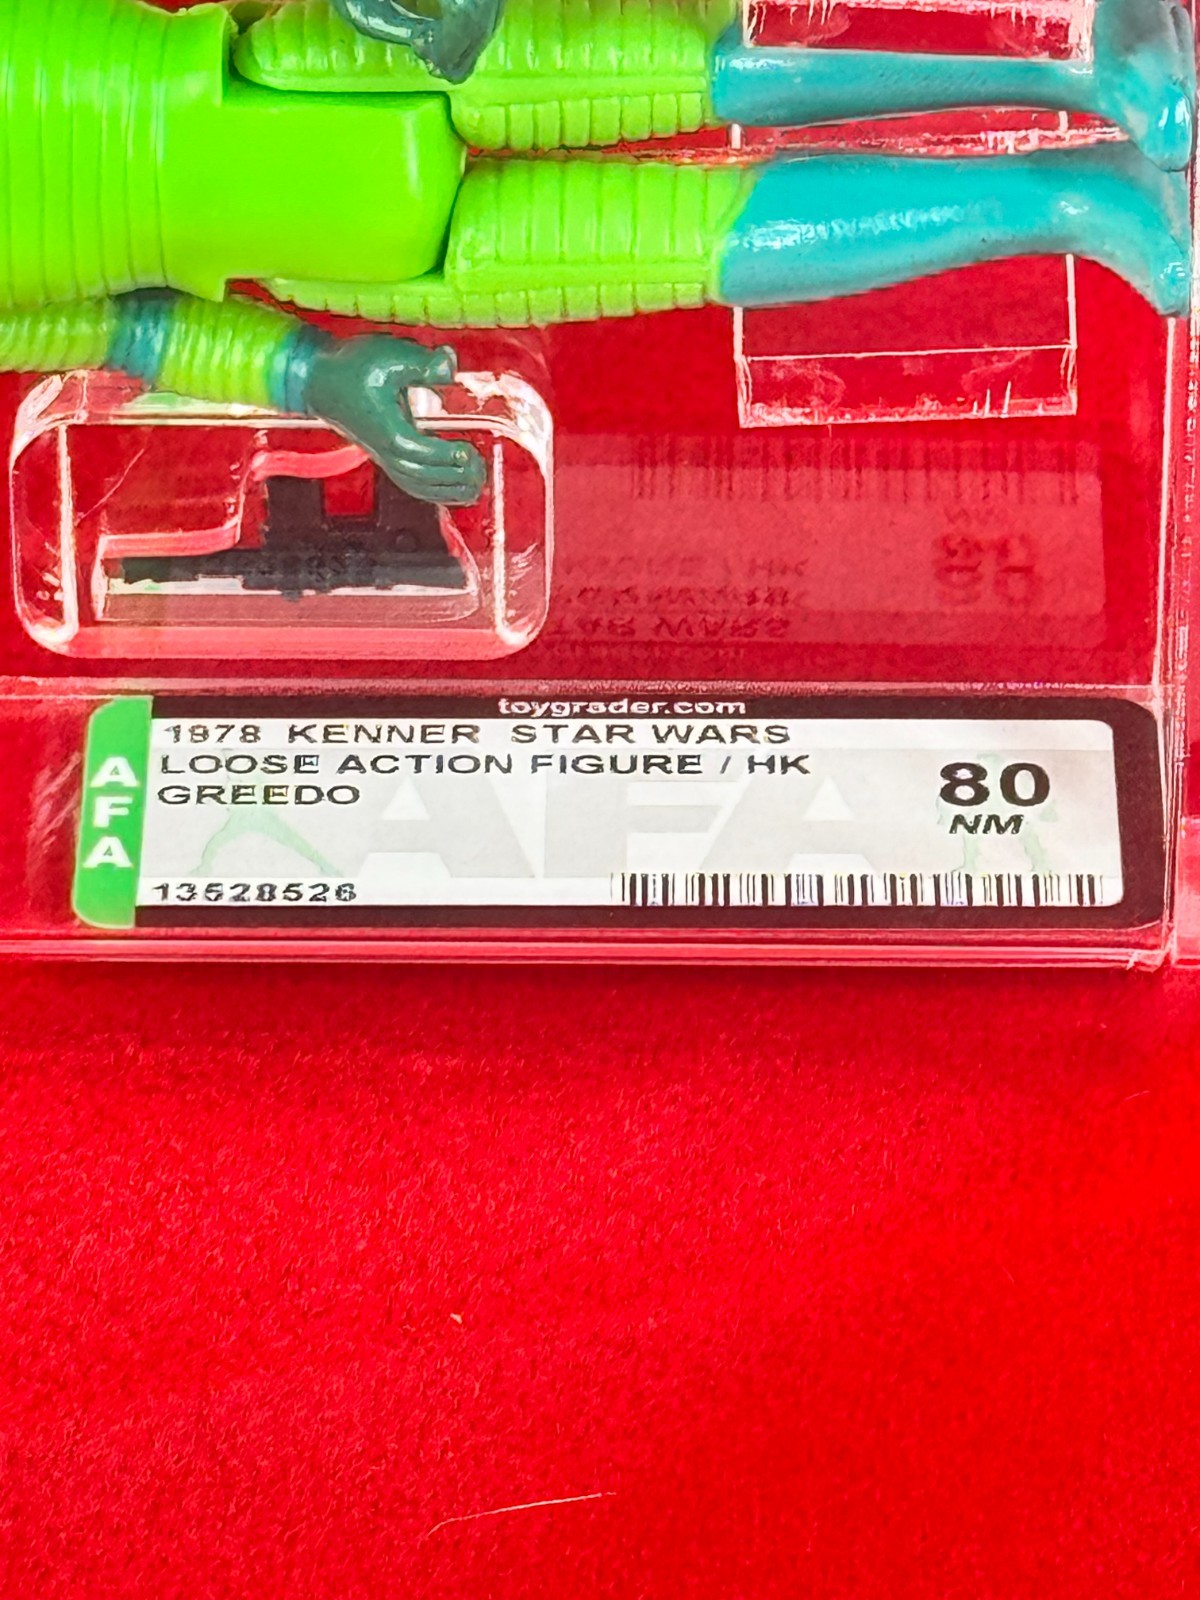 toygrader.com
1978 KENNER STAR WARS
LOOSE ACTION FIGURE / HK
GREEDO
80
NM
AFA
13528526